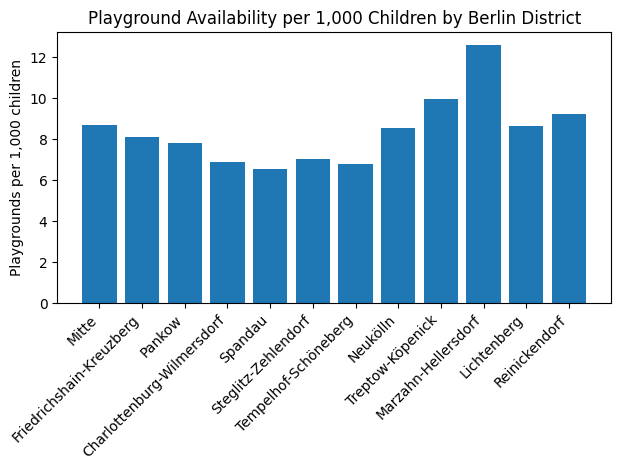 Playground Availability per 1,000 Children by Berlin District
Playgrounds per 1,000 children
12
10
8
6
4
2
0
Mitte
Friedrichshain-Kreuzberg
Pankow
Charlottenburg-Wilmersdorf
Spandau
Steglitz-Zehlendorf
Tempelhof-Schöneberg
Neukölln
Treptow-Köpenick
Marzahn-Hellersdorf
Lichtenberg
Reinickendorf